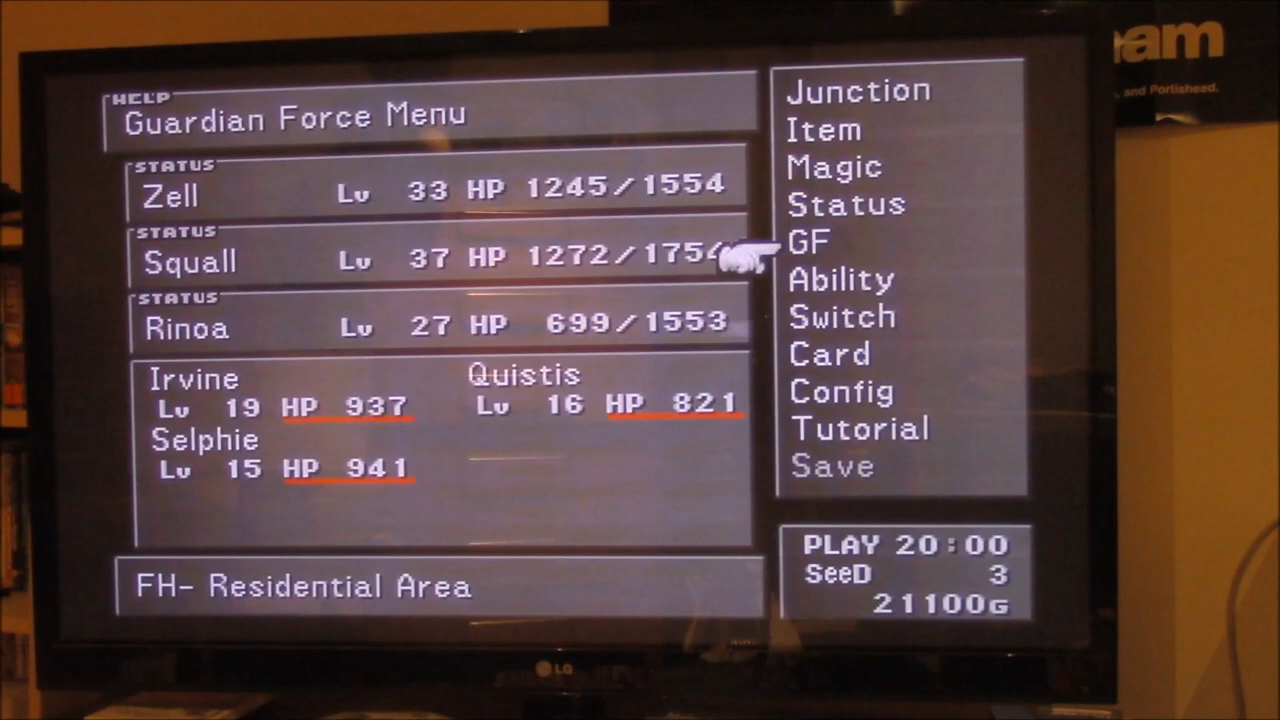 HELP
Guardian Force Menu
STATUS
Zell Lv 33 HP 1245/1554
STATUS
Squall Lv 37 HP 1272/1754
STATUS
Rinoa Lv 27 HP 699/1553
Irvine
Lv 19 HP 937
Quistis
Lv 16 HP 821
Selphie
Lv 15 HP 941
FH- Residential Area
Junction
Item
Magic
Status
GF
Ability
Switch
Card
Config
Tutorial
Save
PLAY 20:00
SeeD 3
21100G
LG
eam
, and Portishead.